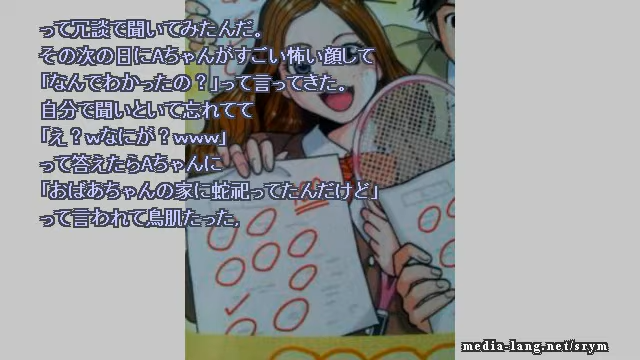 って冗談で聞いてみたんだ。
その次の日にAちゃんがすごい怖い顔して
「なんでわかったの？」って言ってきた。
自分で聞いといて忘れてて
「え？ｗなにが？ｗｗｗ」
って答えたらAちゃんに
「おばあちゃんの家に蛇祀ってたんだけど」
って言われて鳥肌たった,
media-lang.net/srym